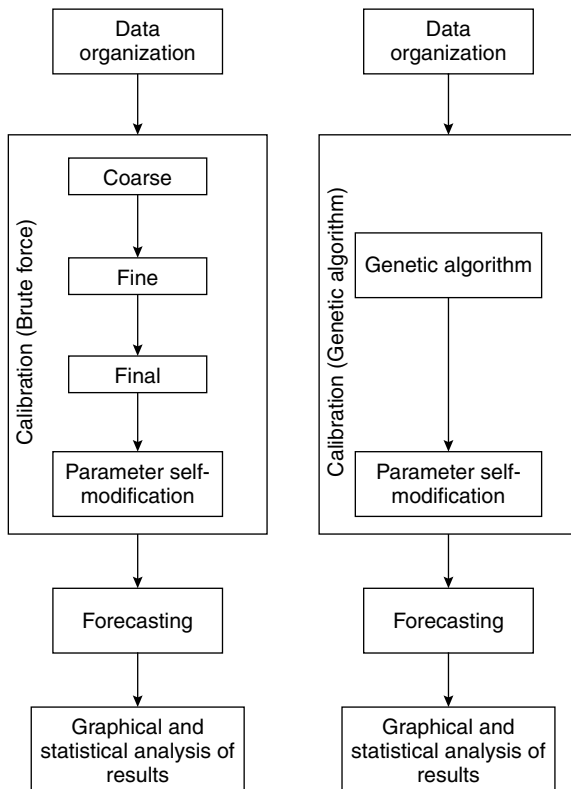 Data
organization
Calibration (Brute force)
Coarse
Fine
Final
Parameter self-
modification
Forecasting
Graphical and
statistical analysis of
results
Data
organization
Calibration (Genetic algorithm)
Genetic algorithm
Parameter self-
modification
Forecasting
Graphical and
statistical analysis of
results